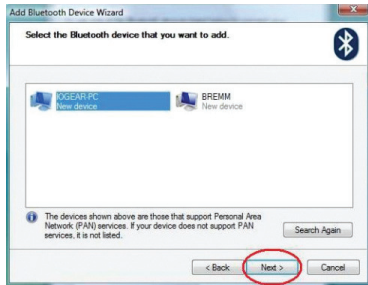 Add Bluetooth Device Wizard
Select the Bluetooth device that you want to add.
IOGEAR-PC
New device
BREMM
New device
The devices shown above are those that support Personal Area
Network (PAN) services. If your device does not support PAN
services, it is not listed.
Search Again
< Back
Next >
Cancel